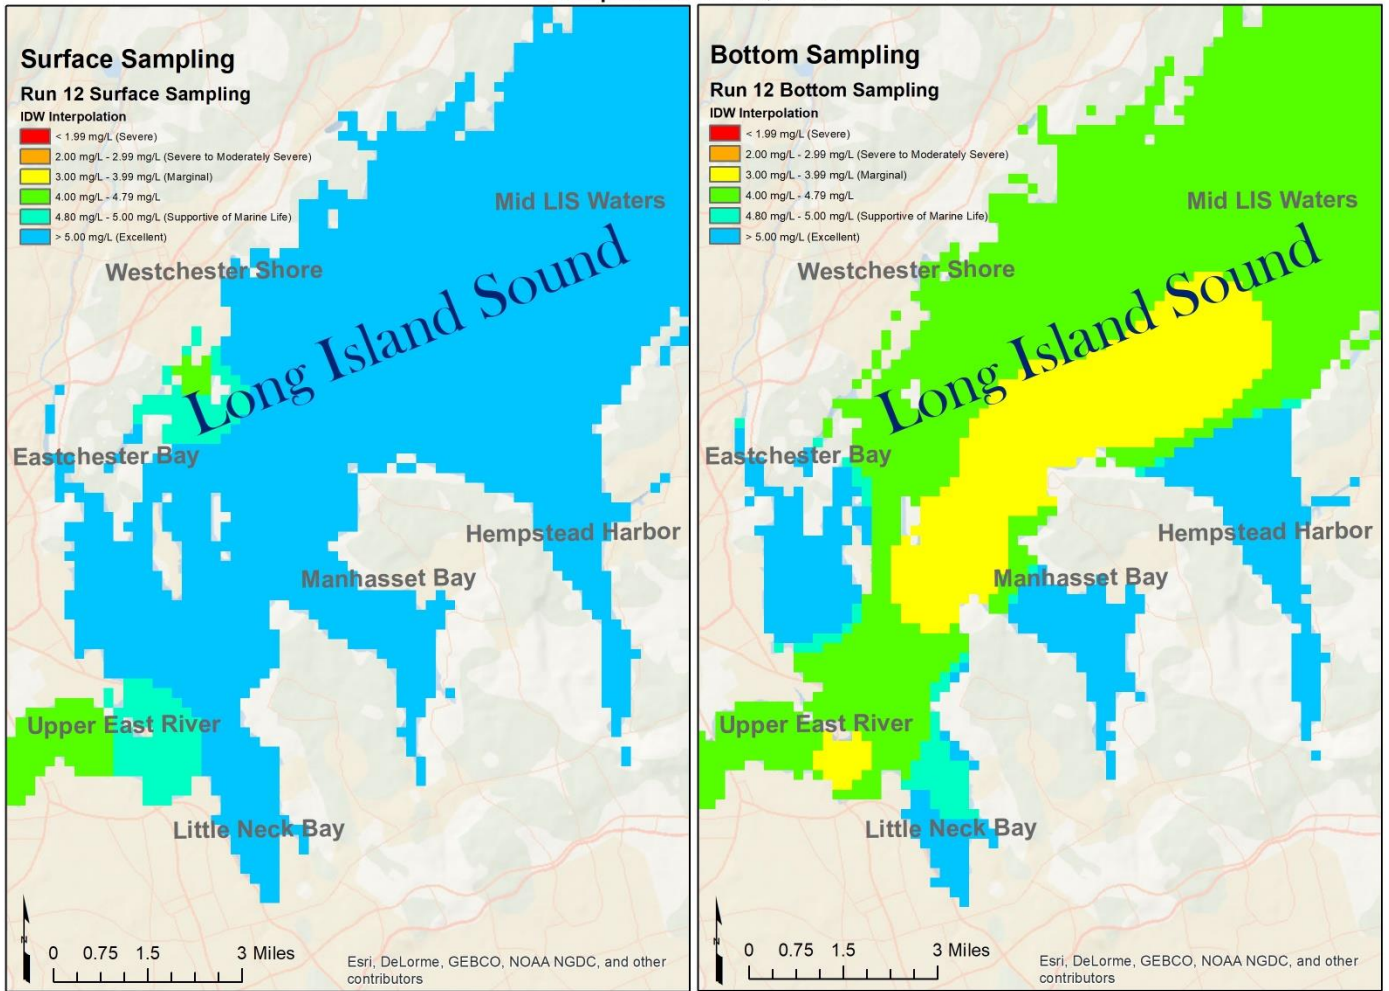 Surface Sampling
Run 12 Surface Sampling
IDW Interpolation
< 1.99 mg/L (Severe)
2.00 mg/L - 2.99 mg/L (Severe to Moderately Severe)
3.00 mg/L - 3.99 mg/L (Marginal)
4.00 mg/L - 4.79 mg/L
4.80 mg/L - 5.00 mg/L (Supportive of Marine Life)
> 5.00 mg/L (Excellent)
Mid LIS Waters
Westchester Shore
Long Island Sound
Eastchester Bay
Hempstead Harbor
Manhasset Bay
Upper East River
Little Neck Bay
N
0 0.75 1.5 3 Miles
Esri, DeLorme, GEBCO, NOAA NGDC, and other
contributors
Bottom Sampling
Run 12 Bottom Sampling
IDW Interpolation
< 1.99 mg/L (Severe)
2.00 mg/L - 2.99 mg/L (Severe to Moderately Severe)
3.00 mg/L - 3.99 mg/L (Marginal)
4.00 mg/L - 4.79 mg/L
4.80 mg/L - 5.00 mg/L (Supportive of Marine Life)
> 5.00 mg/L (Excellent)
Mid LIS Waters
Westchester Shore
Long Island Sound
Eastchester Bay
Hempstead Harbor
Manhasset Bay
Upper East River
Little Neck Bay
N
0 0.75 1.5 3 Miles
Esri, DeLorme, GEBCO, NOAA NGDC, and other
contributors